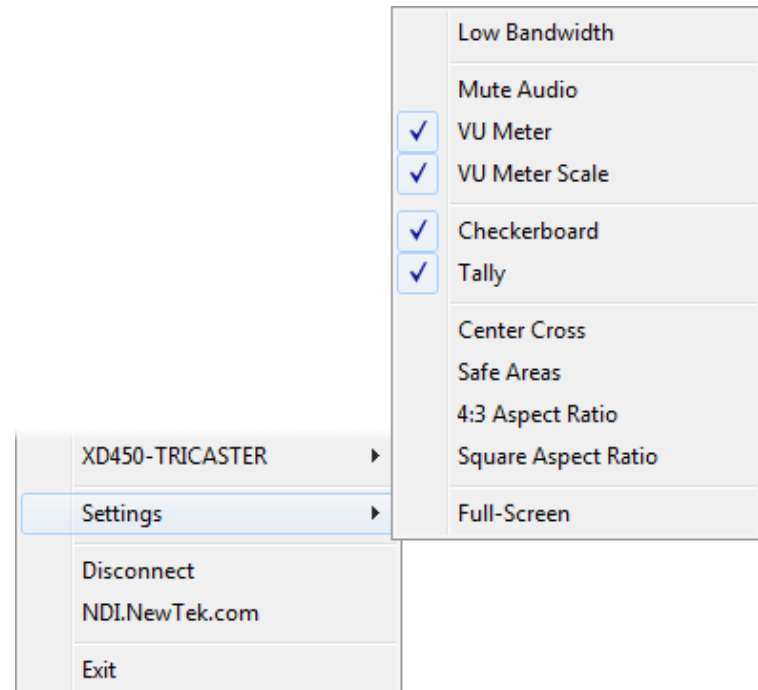 Low Bandwidth
Mute Audio
VU Meter
VU Meter Scale
Checkerboard
Tally
Center Cross
Safe Areas
4:3 Aspect Ratio
Square Aspect Ratio
Full-Screen
XD450-TRICASTER
Settings
Disconnect
NDI.NewTek.com
Exit